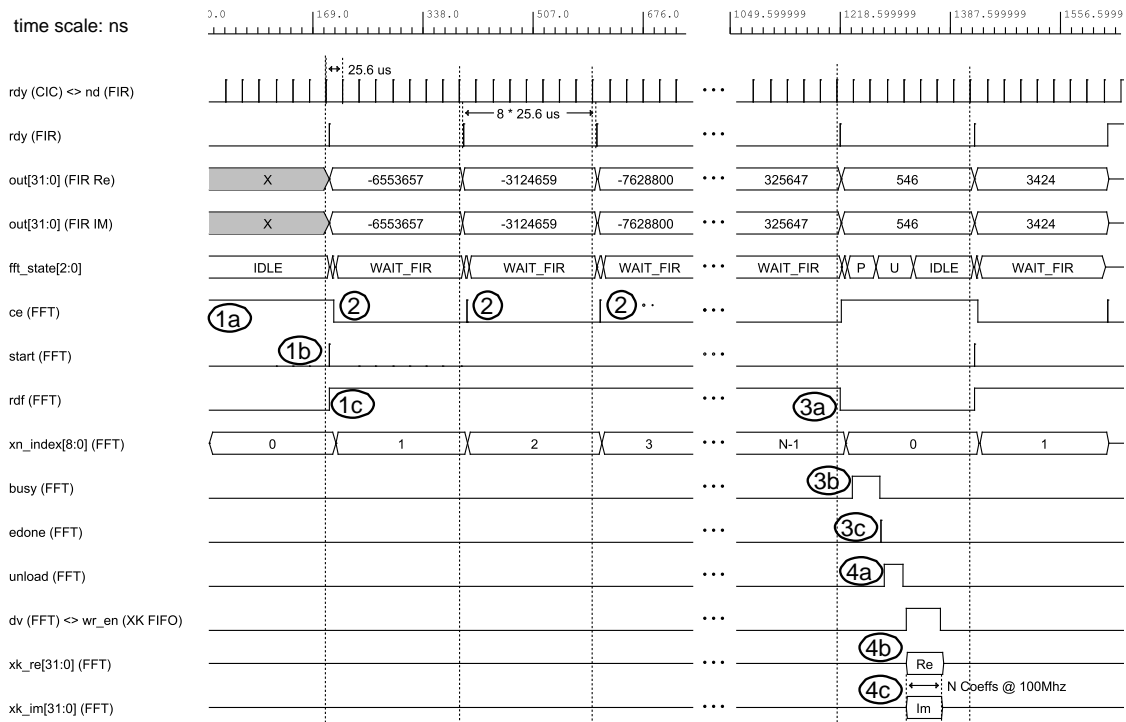 time scale: ns
0.0 169.0 338.0 507.0 676.0 1049.599999 1218.599999 1387.599999 1556.5999
25.6 us
rdy (CIC) <> nd (FIR) • • •
8 * 25.6 us
rdy (FIR) • • •
out[31:0] (FIR Re) X -6553657 -3124659 -7628800 • • • 325647 546 3424
out[31:0] (FIR IM) X -6553657 -3124659 -7628800 • • • 325647 546 3424
fft_state[2:0] IDLE WAIT_FIR WAIT_FIR WAIT_FIR • • • WAIT_FIR P U IDLE WAIT_FIR
ce (FFT) 1a 2 2 2 • • •
start (FFT) 1b
rdf (FFT) 1c • • • 3a
xn_index[8:0] (FFT) 0 1 2 3 • • • N-1 0 1
busy (FFT) • • • 3b
edone (FFT) • • • 3c
unload (FFT) • • • 4a
dv (FFT) <> wr_en (XK FIFO) • • •
xk_re[31:0] (FFT) • • • 4b Re
4c N Coeffs @ 100Mhz
xk_im[31:0] (FFT) • • • Im